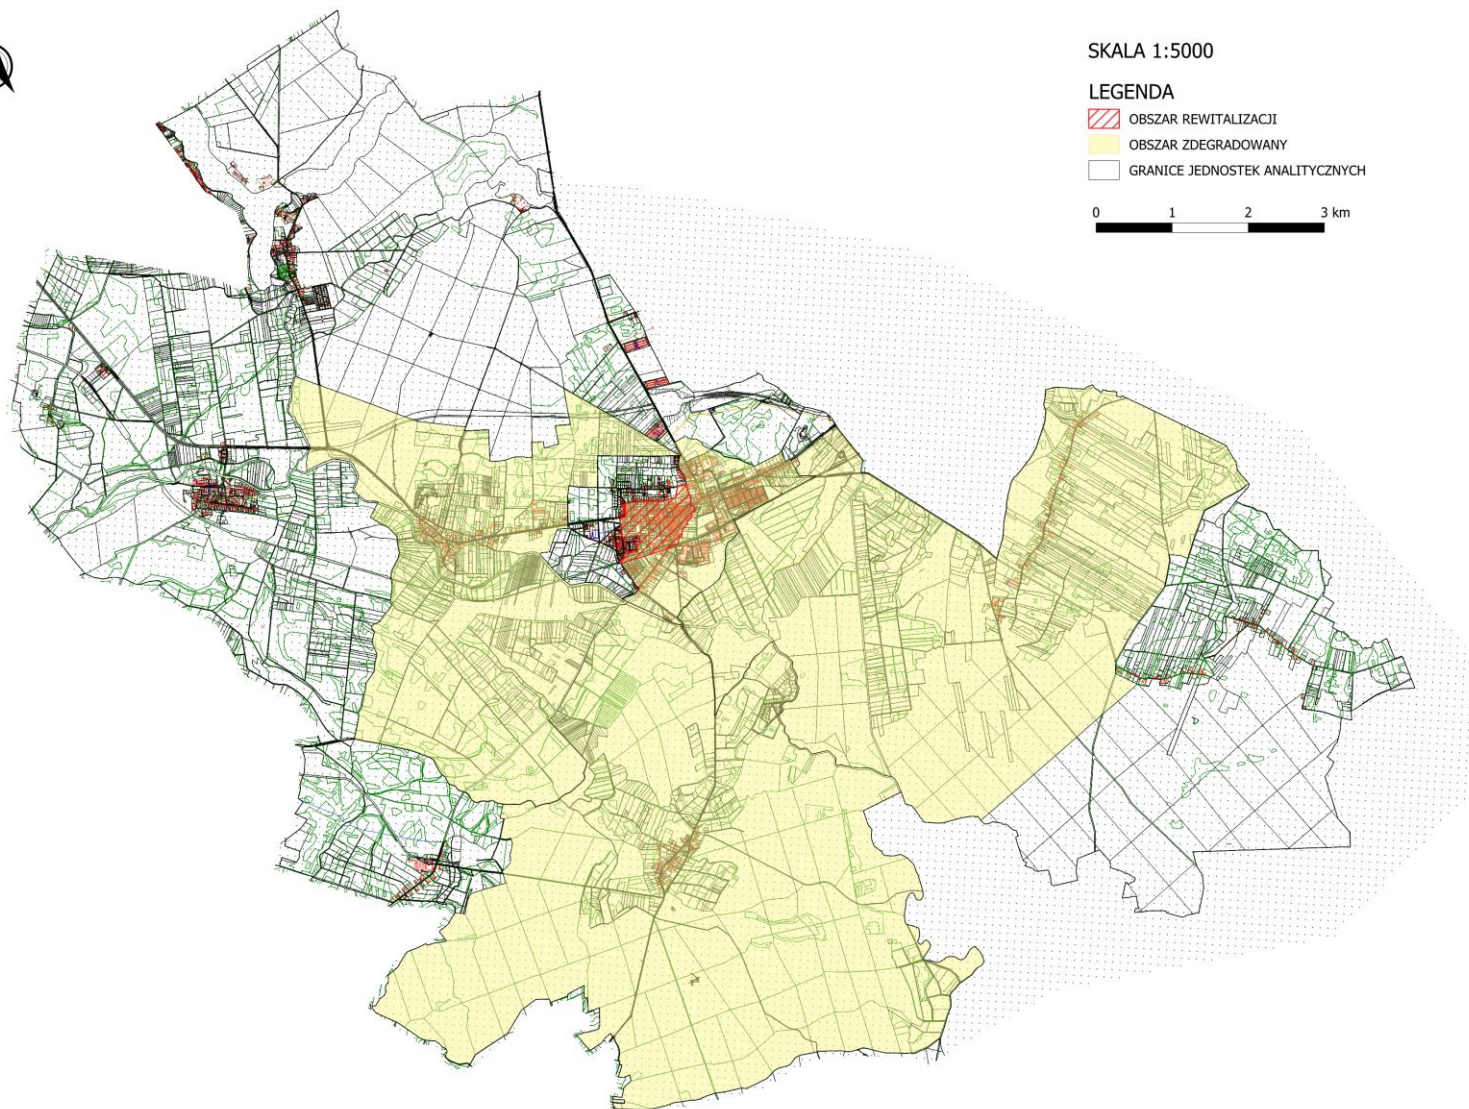 SKALA 1:5000
LEGENDA
OBSZAR REWITALIZACJI
OBSZAR ZDEGRADOWANY
GRANICE JEDNOSTEK ANALITYCZNYCH
0 1 2 3 km